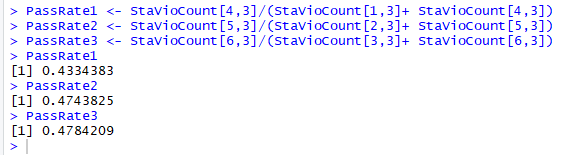 > PassRate1 <- StaVioCount[4,3]/(StaVioCount[1,3]+ StaVioCount[4,3])
> PassRate2 <- StaVioCount[5,3]/(StaVioCount[2,3]+ StaVioCount[5,3])
> PassRate3 <- StaVioCount[6,3]/(StaVioCount[3,3]+ StaVioCount[6,3])
> PassRate1
[1] 0.4334383
> PassRate2
[1] 0.4743825
> PassRate3
[1] 0.4784209
>